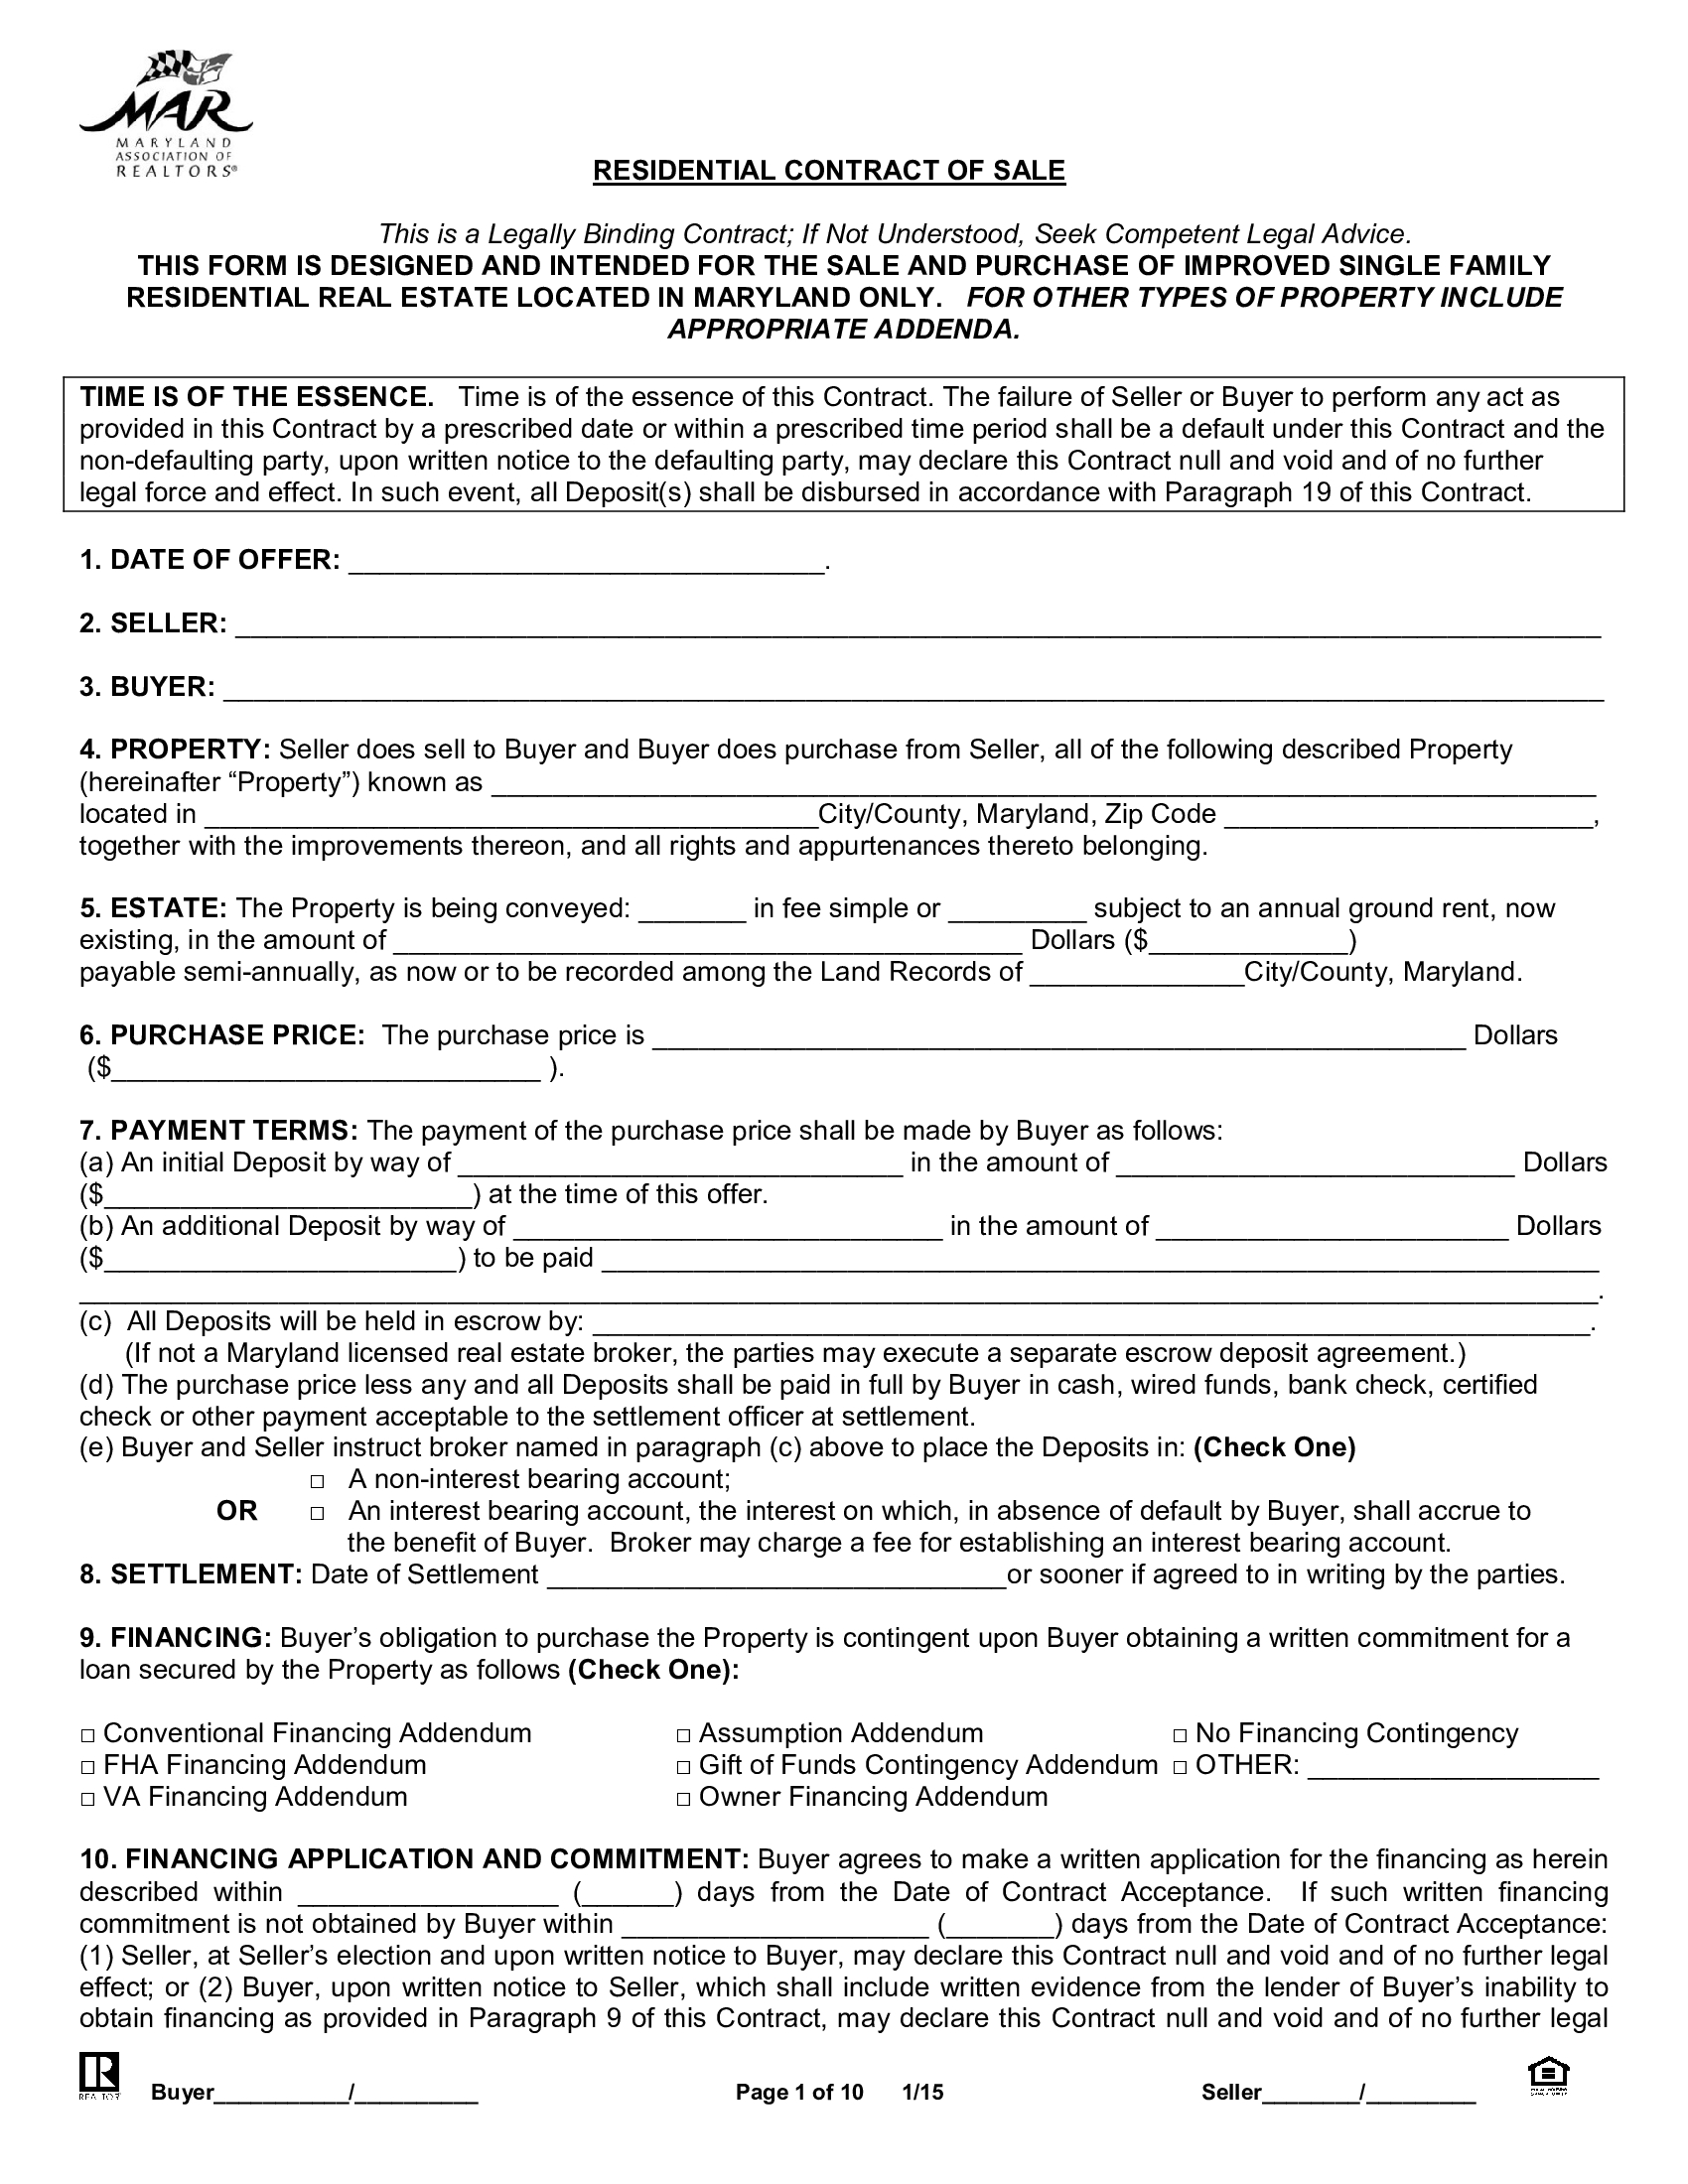 MAR
MARYLAND
ASSOCIATION OF
REALTORS®
RESIDENTIAL CONTRACT OF SALE
This is a Legally Binding Contract; If Not Understood, Seek Competent Legal Advice.
THIS FORM IS DESIGNED AND INTENDED FOR THE SALE AND PURCHASE OF IMPROVED SINGLE FAMILY
RESIDENTIAL REAL ESTATE LOCATED IN MARYLAND ONLY. FOR OTHER TYPES OF PROPERTY INCLUDE
APPROPRIATE ADDENDA.
TIME IS OF THE ESSENCE. Time is of the essence of this Contract. The failure of Seller or Buyer to perform any act as
provided in this Contract by a prescribed date or within a prescribed time period shall be a default under this Contract and the
non-defaulting party, upon written notice to the defaulting party, may declare this Contract null and void and of no further
legal force and effect. In such event, all Deposit(s) shall be disbursed in accordance with Paragraph 19 of this Contract.
1. DATE OF OFFER: _______________________________.
2. SELLER: _________________________________________________________________________________________
3. BUYER: __________________________________________________________________________________________
4. PROPERTY: Seller does sell to Buyer and Buyer does purchase from Seller, all of the following described Property
(hereinafter “Property”) known as ________________________________________________________________________
located in ________________________________________City/County, Maryland, Zip Code ________________________,
together with the improvements thereon, and all rights and appurtenances thereto belonging.
5. ESTATE: The Property is being conveyed: _______ in fee simple or _________ subject to an annual ground rent, now
existing, in the amount of _________________________________________ Dollars ($_____________)
payable semi-annually, as now or to be recorded among the Land Records of ______________City/County, Maryland.
6. PURCHASE PRICE: The purchase price is _____________________________________________________ Dollars
($____________________________ ).
7. PAYMENT TERMS: The payment of the purchase price shall be made by Buyer as follows:
(a) An initial Deposit by way of _____________________________ in the amount of __________________________ Dollars
($________________________) at the time of this offer.
(b) An additional Deposit by way of ____________________________ in the amount of _______________________ Dollars
($_______________________) to be paid _________________________________________________________________
___________________________________________________________________________________________________.
(c) All Deposits will be held in escrow by: _________________________________________________________________.
(If not a Maryland licensed real estate broker, the parties may execute a separate escrow deposit agreement.)
(d) The purchase price less any and all Deposits shall be paid in full by Buyer in cash, wired funds, bank check, certified
check or other payment acceptable to the settlement officer at settlement.
(e) Buyer and Seller instruct broker named in paragraph (c) above to place the Deposits in: (Check One)
□ A non-interest bearing account;
OR □ An interest bearing account, the interest on which, in absence of default by Buyer, shall accrue to
the benefit of Buyer. Broker may charge a fee for establishing an interest bearing account.
8. SETTLEMENT: Date of Settlement ______________________________or sooner if agreed to in writing by the parties.
9. FINANCING: Buyer’s obligation to purchase the Property is contingent upon Buyer obtaining a written commitment for a
loan secured by the Property as follows (Check One):
□ Conventional Financing Addendum □ Assumption Addendum □ No Financing Contingency
□ FHA Financing Addendum □ Gift of Funds Contingency Addendum □ OTHER: ___________________
□ VA Financing Addendum □ Owner Financing Addendum
10. FINANCING APPLICATION AND COMMITMENT: Buyer agrees to make a written application for the financing as herein
described within _________________ (______) days from the Date of Contract Acceptance. If such written financing
commitment is not obtained by Buyer within ____________________ (_______) days from the Date of Contract Acceptance:
(1) Seller, at Seller’s election and upon written notice to Buyer, may declare this Contract null and void and of no further legal
effect; or (2) Buyer, upon written notice to Seller, which shall include written evidence from the lender of Buyer’s inability to
obtain financing as provided in Paragraph 9 of this Contract, may declare this Contract null and void and of no further legal
REALTOR
Buyer___________/__________ Page 1 of 10 1/15 Seller________/_________